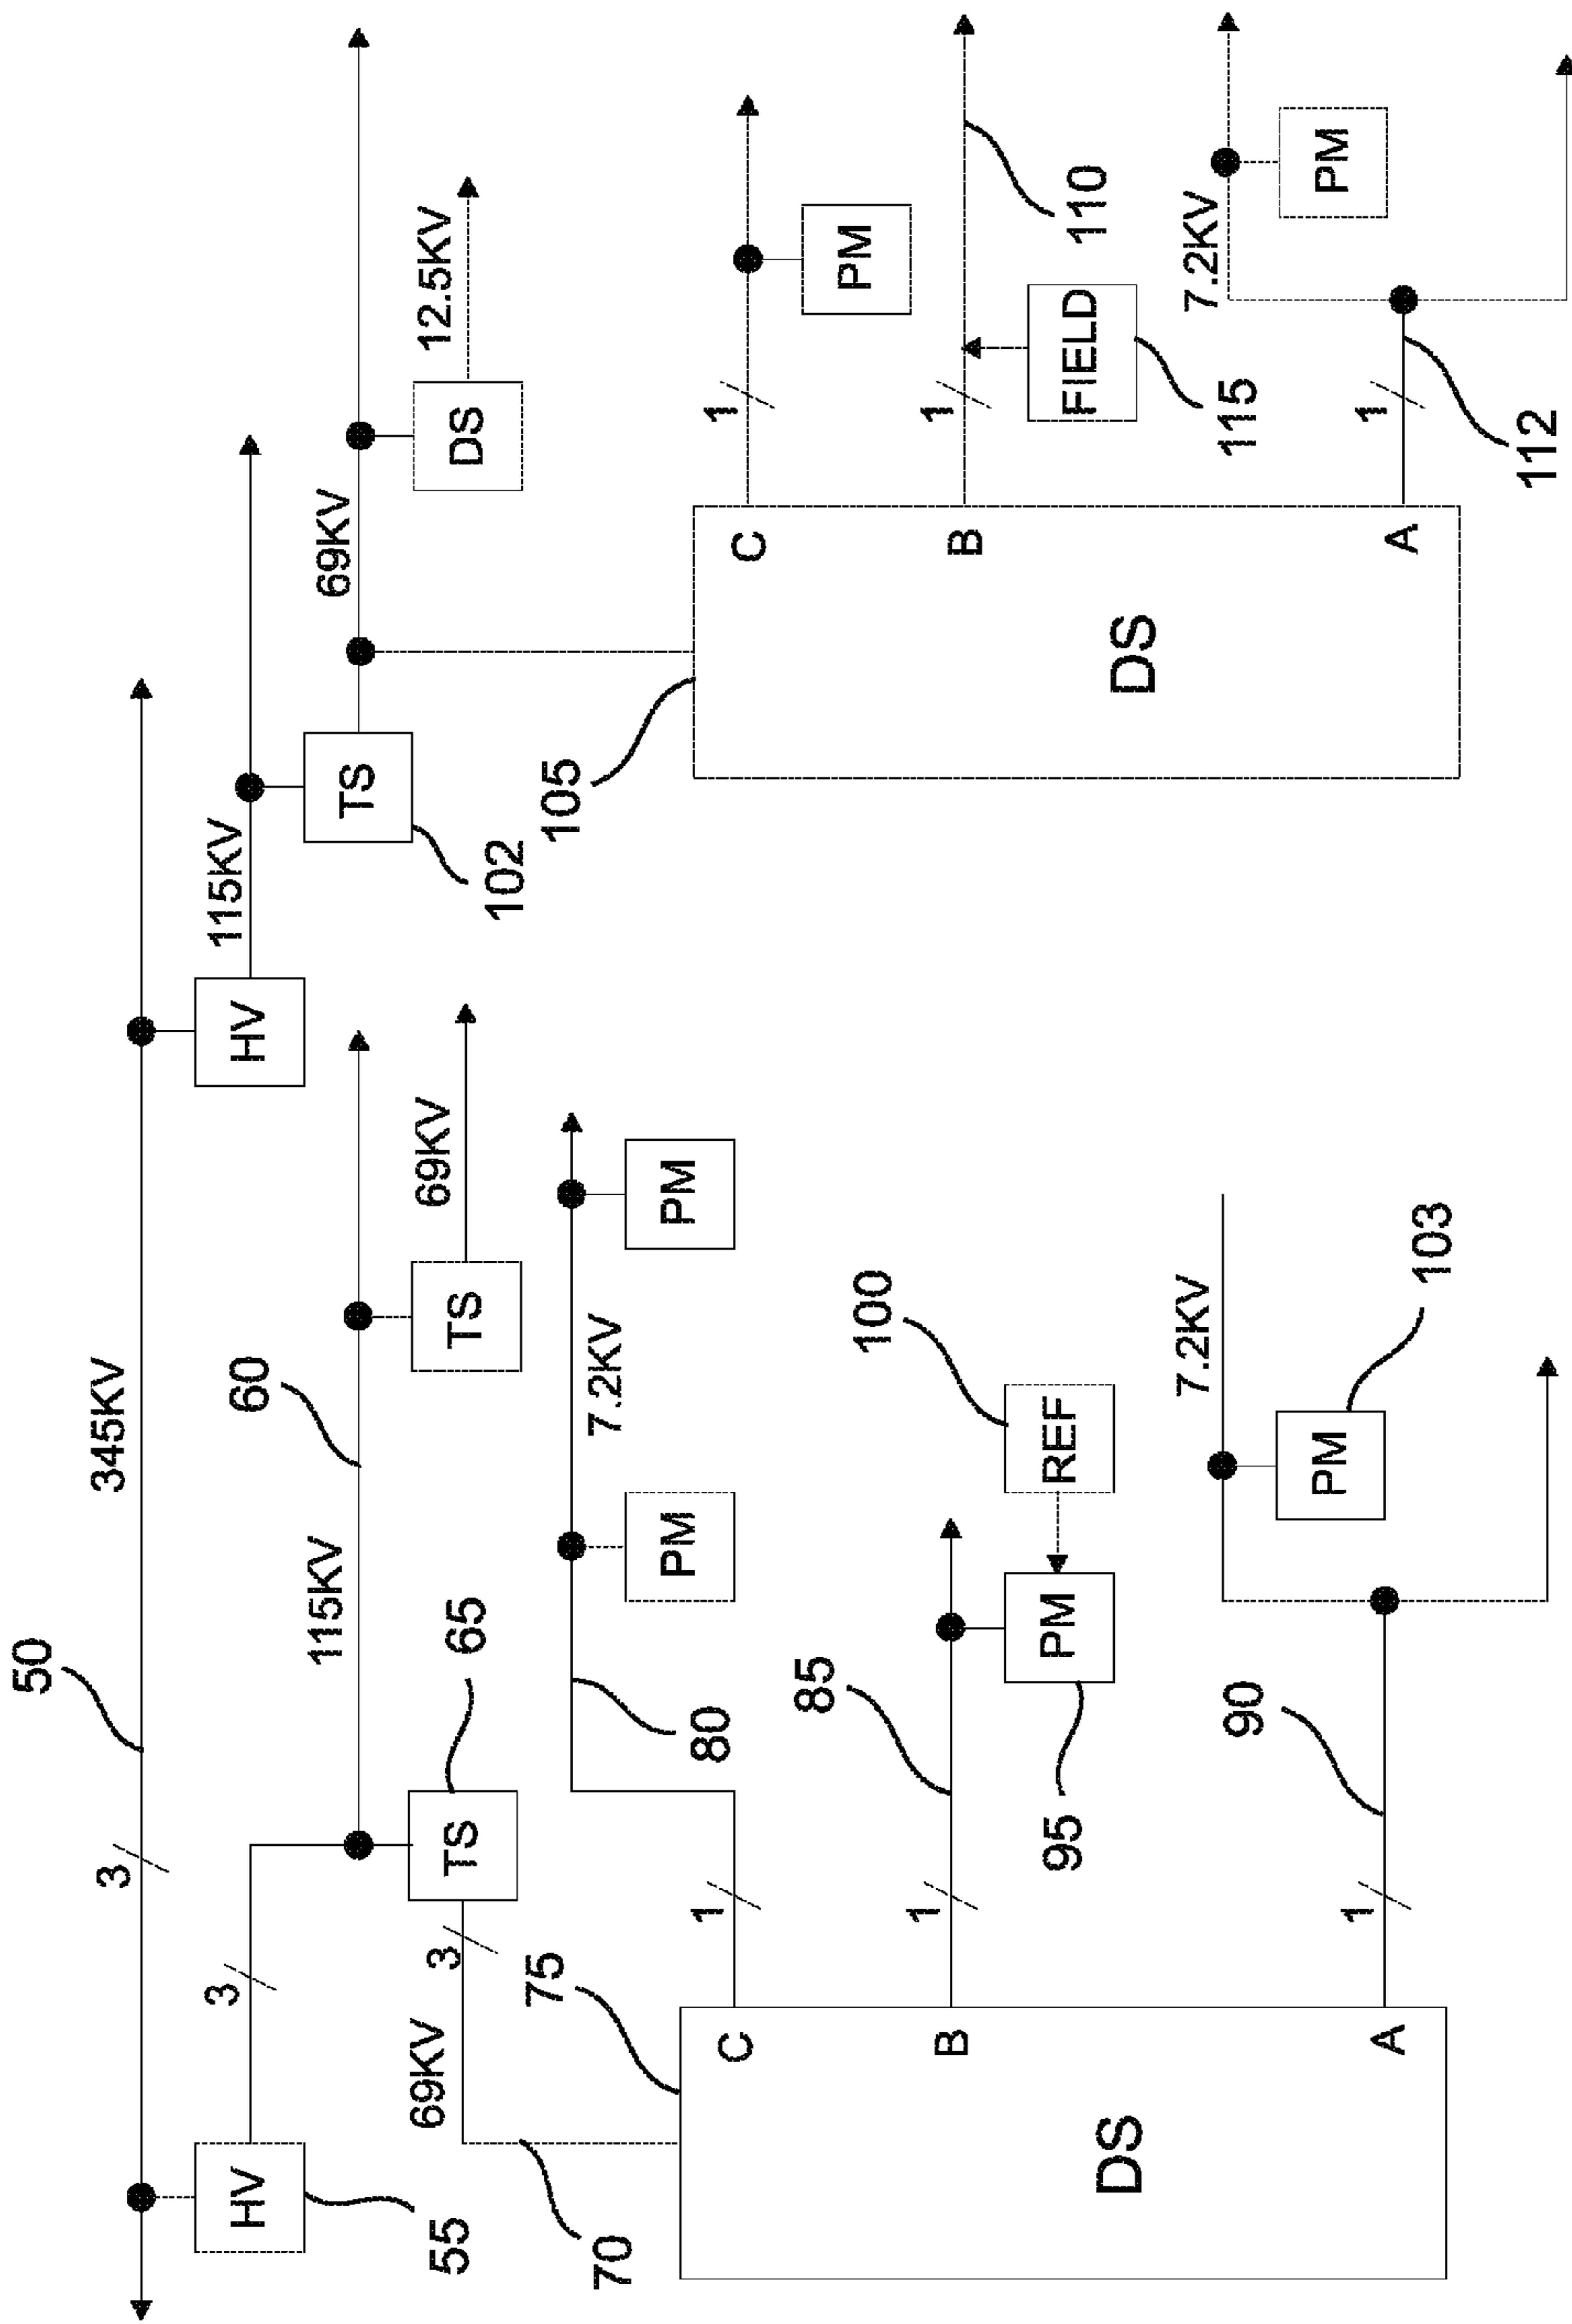 50
345KV
3
HV
55
3
115KV
60
HV
115KV
TS
102
69KV
DS
12.5KV
TS
65
3
69KV
70
TS
69KV
75
DS
C
B
A
1
80
7.2KV
PM
PM
1
85
PM
95
REF
100
1
90
7.2KV
PM
103
105
DS
C
B
A
1
PM
1
110
FIELD
115
1
112
7.2KV
PM